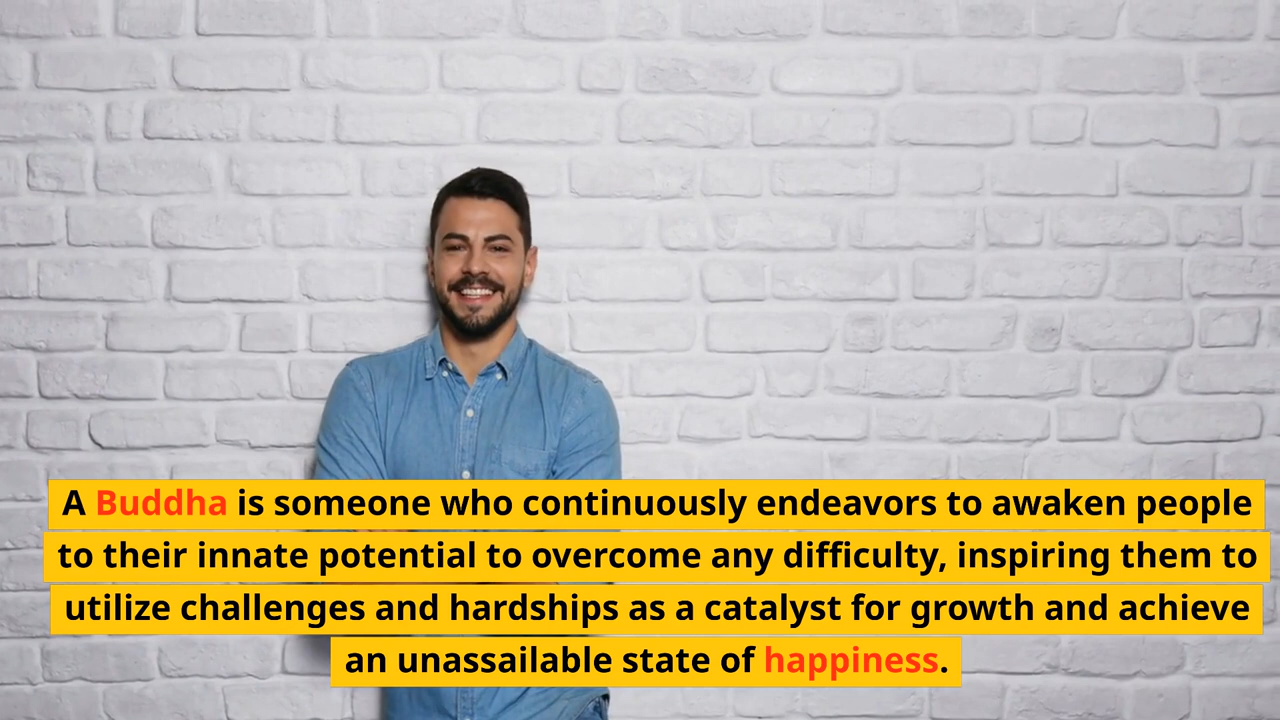 A Buddha is someone who continuously endeavors to awaken people
to their innate potential to overcome any difficulty, inspiring them to
utilize challenges and hardships as a catalyst for growth and achieve
an unassailable state of happiness.